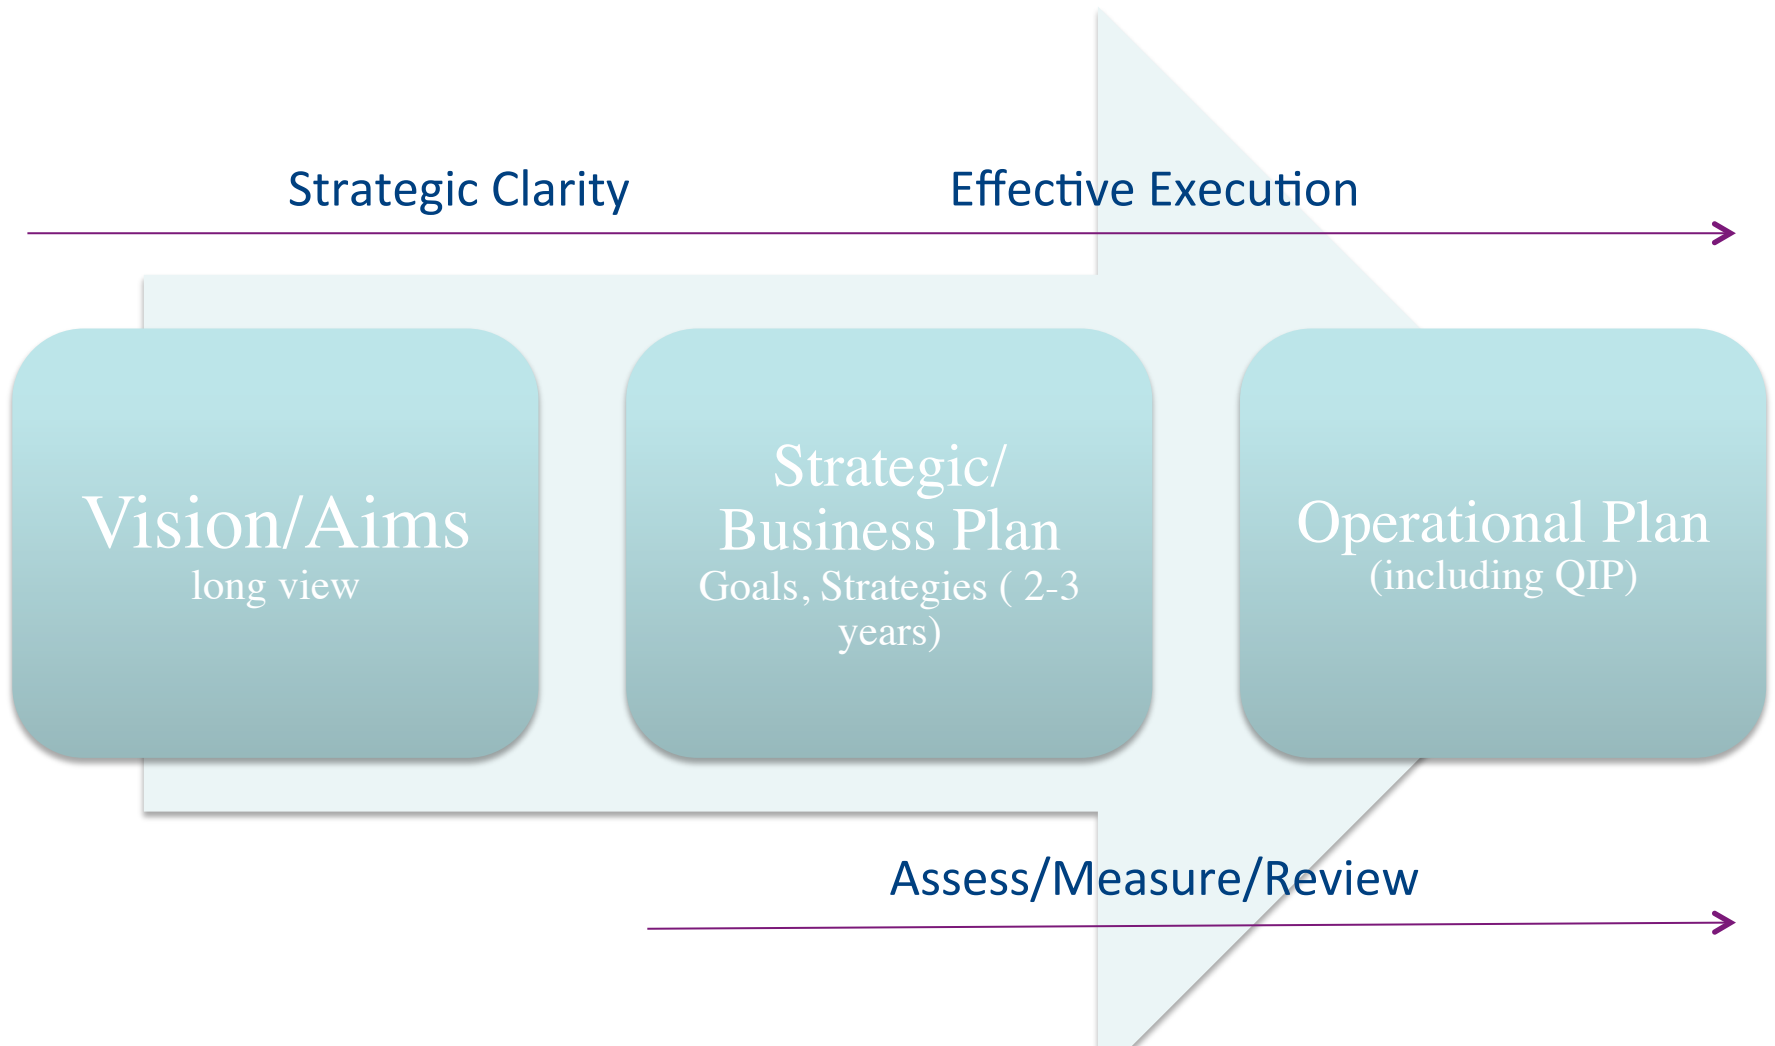 Strategic Clarity
Effective Execution
Vision/Aims
long view
Strategic/
Business Plan
Goals, Strategies ( 2-3
years)
Operational Plan
(including QIP)
Assess/Measure/Review